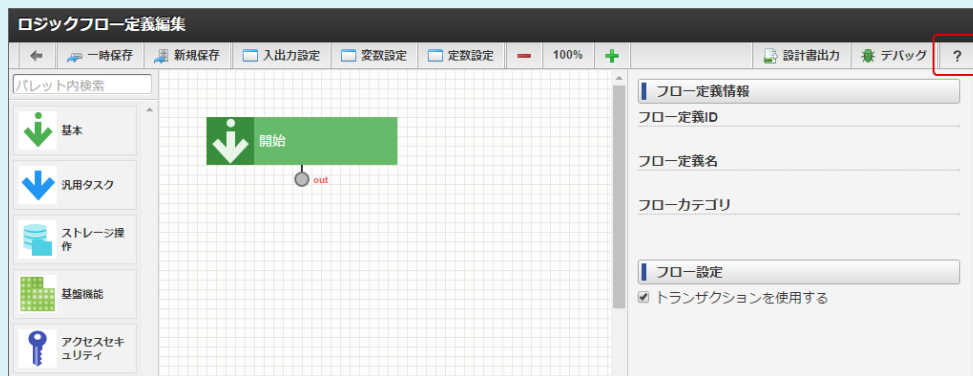 ロジックフロー定義編集
一時保存 新規保存 入出力設定 変数設定 定数設定 100% 設計書出力 デバッグ ?
パレット内検索
基本
汎用タスク
ストレージ操
作
基盤機能
アクセスセキ
ュリティ
開始
out
フロー定義情報
フロー定義ID
フロー定義名
フローカテゴリ
フロー設定
トランザクションを使用する